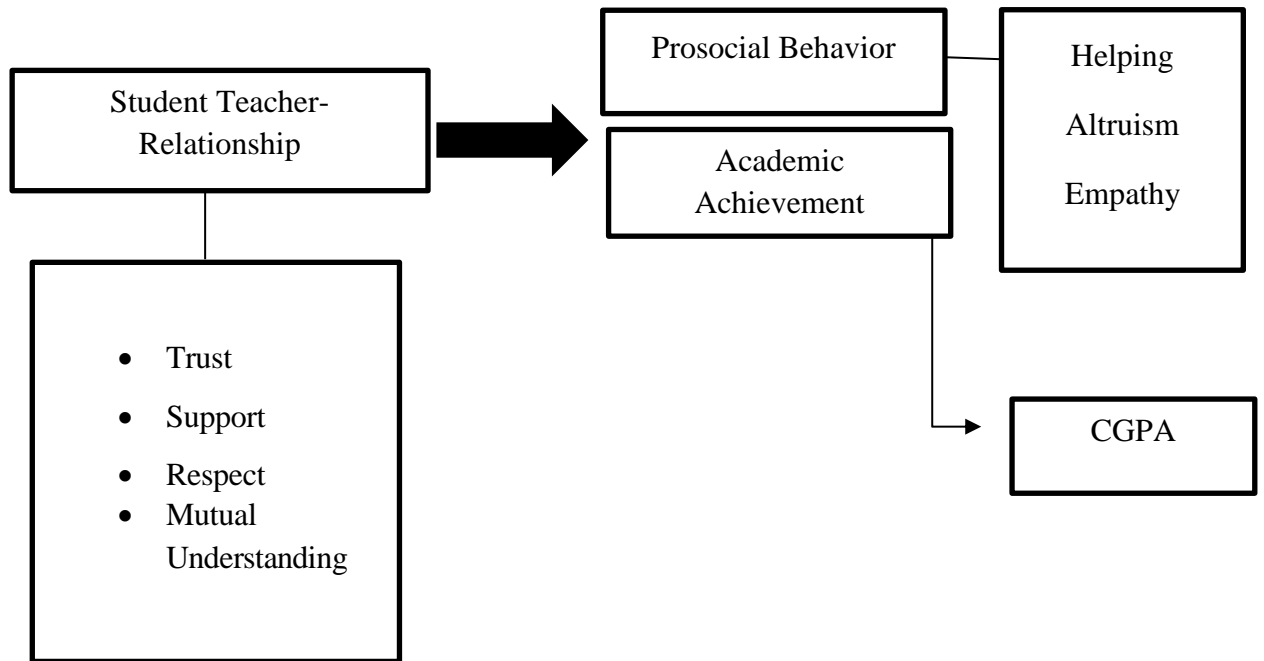 Student Teacher-
Relationship
• Trust
• Support
• Respect
• Mutual
Understanding
Prosocial Behavior
Academic
Achievement
Helping
Altruism
Empathy
CGPA